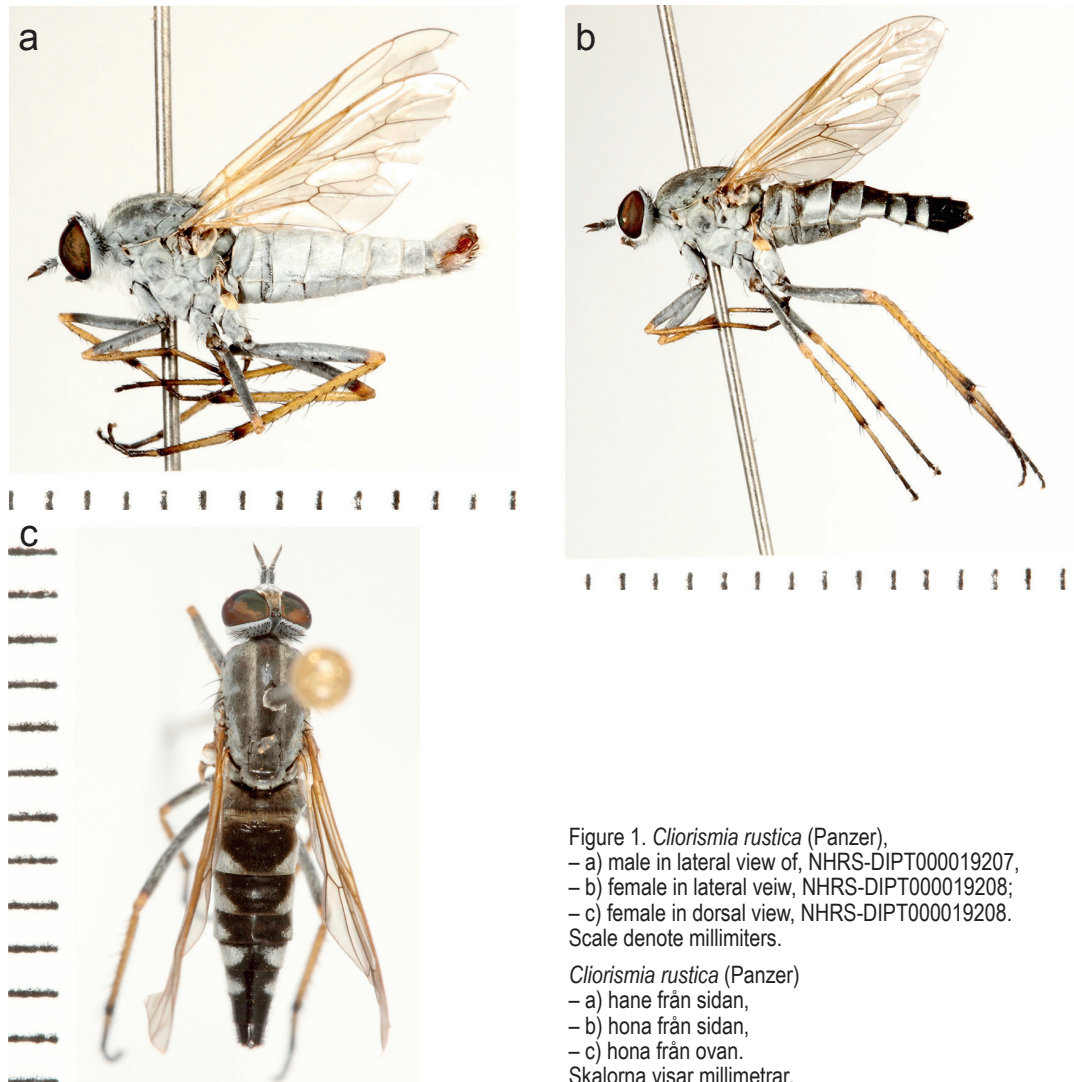 a
b
c
Figure 1. Cliorismia rustica (Panzer),
– a) male in lateral view of, NHRS-DIPT000019207,
– b) female in lateral veiw, NHRS-DIPT000019208;
– c) female in dorsal view, NHRS-DIPT000019208.
Scale denote millimiters.
Cliorismia rustica (Panzer)
– a) hane från sidan,
– b) hona från sidan,
– c) hona från ovan.
Skalorna visar millimetrar.